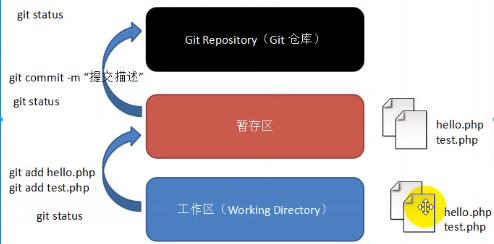 git status
Git Repository（Git 仓库）
git commit -m “提交描述”
git status
暂存区
hello.php
test.php
git add hello.php
git add test.php
工作区（Working Directory）
hello.php
test.php
git status